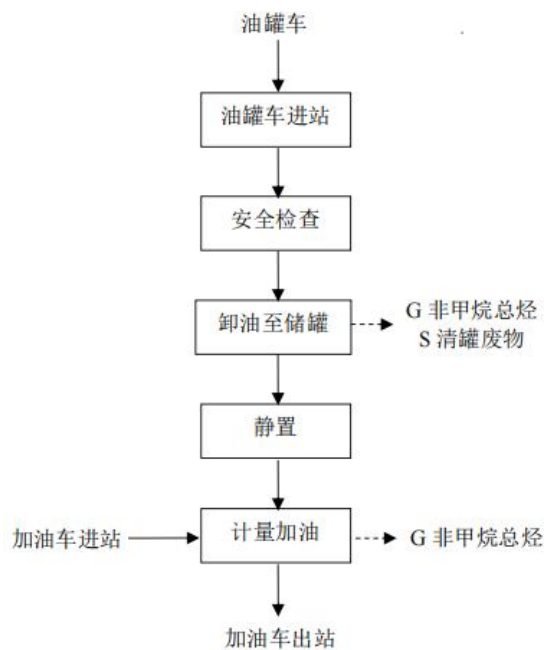 油罐车
油罐车进站
安全检查
卸油至储罐
G 非甲烷总烃
S 清罐废物
静置
加油车进站
计量加油
G 非甲烷总烃
加油车出站